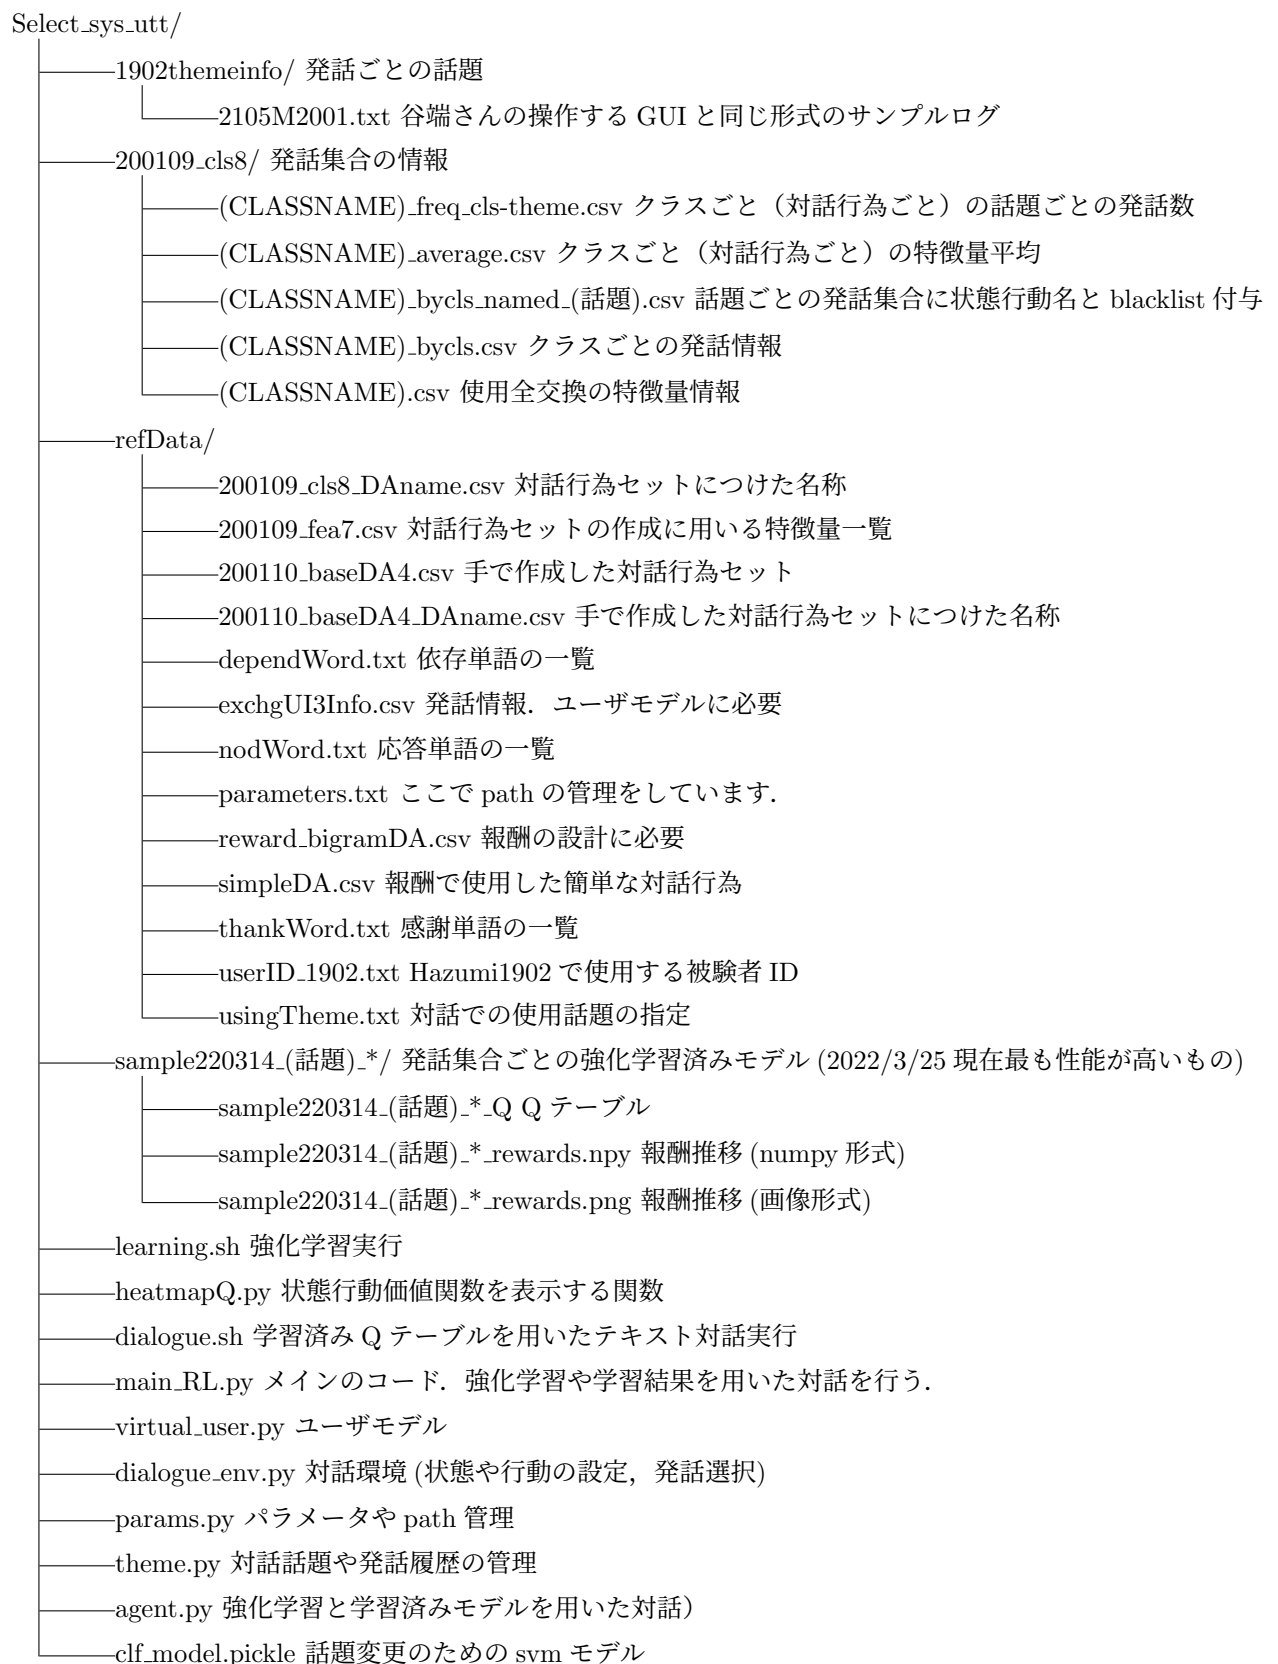 Select_sys_utt/
1902themeinfo/ 発話ごとの話題
2105M2001.txt 谷端さんの操作する GUI と同じ形式のサンプルログ
200109_cls8/ 発話集合の情報
(CLASSNAME)_freq_cls-theme.csv クラスごと（対話行為ごと）の話題ごとの発話数
(CLASSNAME)_average.csv クラスごと（対話行為ごと）の特徴量平均
(CLASSNAME)_bycls_named_(話題).csv 話題ごとの発話集合に状態行動名と blacklist 付与
(CLASSNAME)_bycls.csv クラスごとの発話情報
(CLASSNAME).csv 使用全交換の特徴量情報
refData/
200109_cls8_DAname.csv 対話行為セットにつけた名称
200109_fea7.csv 対話行為セットの作成に用いる特徴量一覧
200110_baseDA4.csv 手で作成した対話行為セット
200110_baseDA4_DAname.csv 手で作成した対話行為セットにつけた名称
dependWord.txt 依存単語の一覧
exchgUI3Info.csv 発話情報．ユーザモデルに必要
nodWord.txt 応答単語の一覧
parameters.txt ここで path の管理をしています．
reward_bigramDA.csv 報酬の設計に必要
simpleDA.csv 報酬で使用した簡単な対話行為
thankWord.txt 感謝単語の一覧
userID_1902.txt Hazumi1902 で使用する被験者 ID
usingTheme.txt 対話での使用話題の指定
sample220314_(話題)_*/ 発話集合ごとの強化学習済みモデル (2022/3/25 現在最も性能が高いもの)
sample220314_(話題)_*_Q Q テーブル
sample220314_(話題)_*_rewards.npy 報酬推移 (numpy 形式)
sample220314_(話題)_*_rewards.png 報酬推移 (画像形式)
learning.sh 強化学習実行
heatmapQ.py 状態行動価値関数を表示する関数
dialogue.sh 学習済み Q テーブルを用いたテキスト対話実行
main_RL.py メインのコード．強化学習や学習結果を用いた対話を行う．
virtual_user.py ユーザモデル
dialogue_env.py 対話環境 (状態や行動の設定，発話選択)
params.py パラメータや path 管理
theme.py 対話話題や発話履歴の管理
agent.py 強化学習と学習済みモデルを用いた対話）
clf_model.pickle 話題変更のための svm モデル